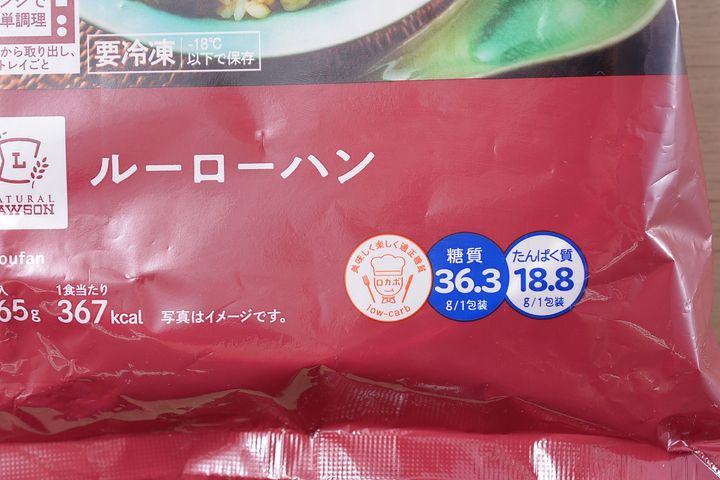 単調理
から取り出し、
トレイごと
要冷凍
-18℃
以下で保存
L
ATURAL
AWSON
ルーローハン
oufan
1食当たり
65g 367kcal
写真はイメージです。
美味しく楽しく適正糖質
ロカボ
low-carb
糖質
36.3
g/1包装
たんぱく質
18.8
g/1包装